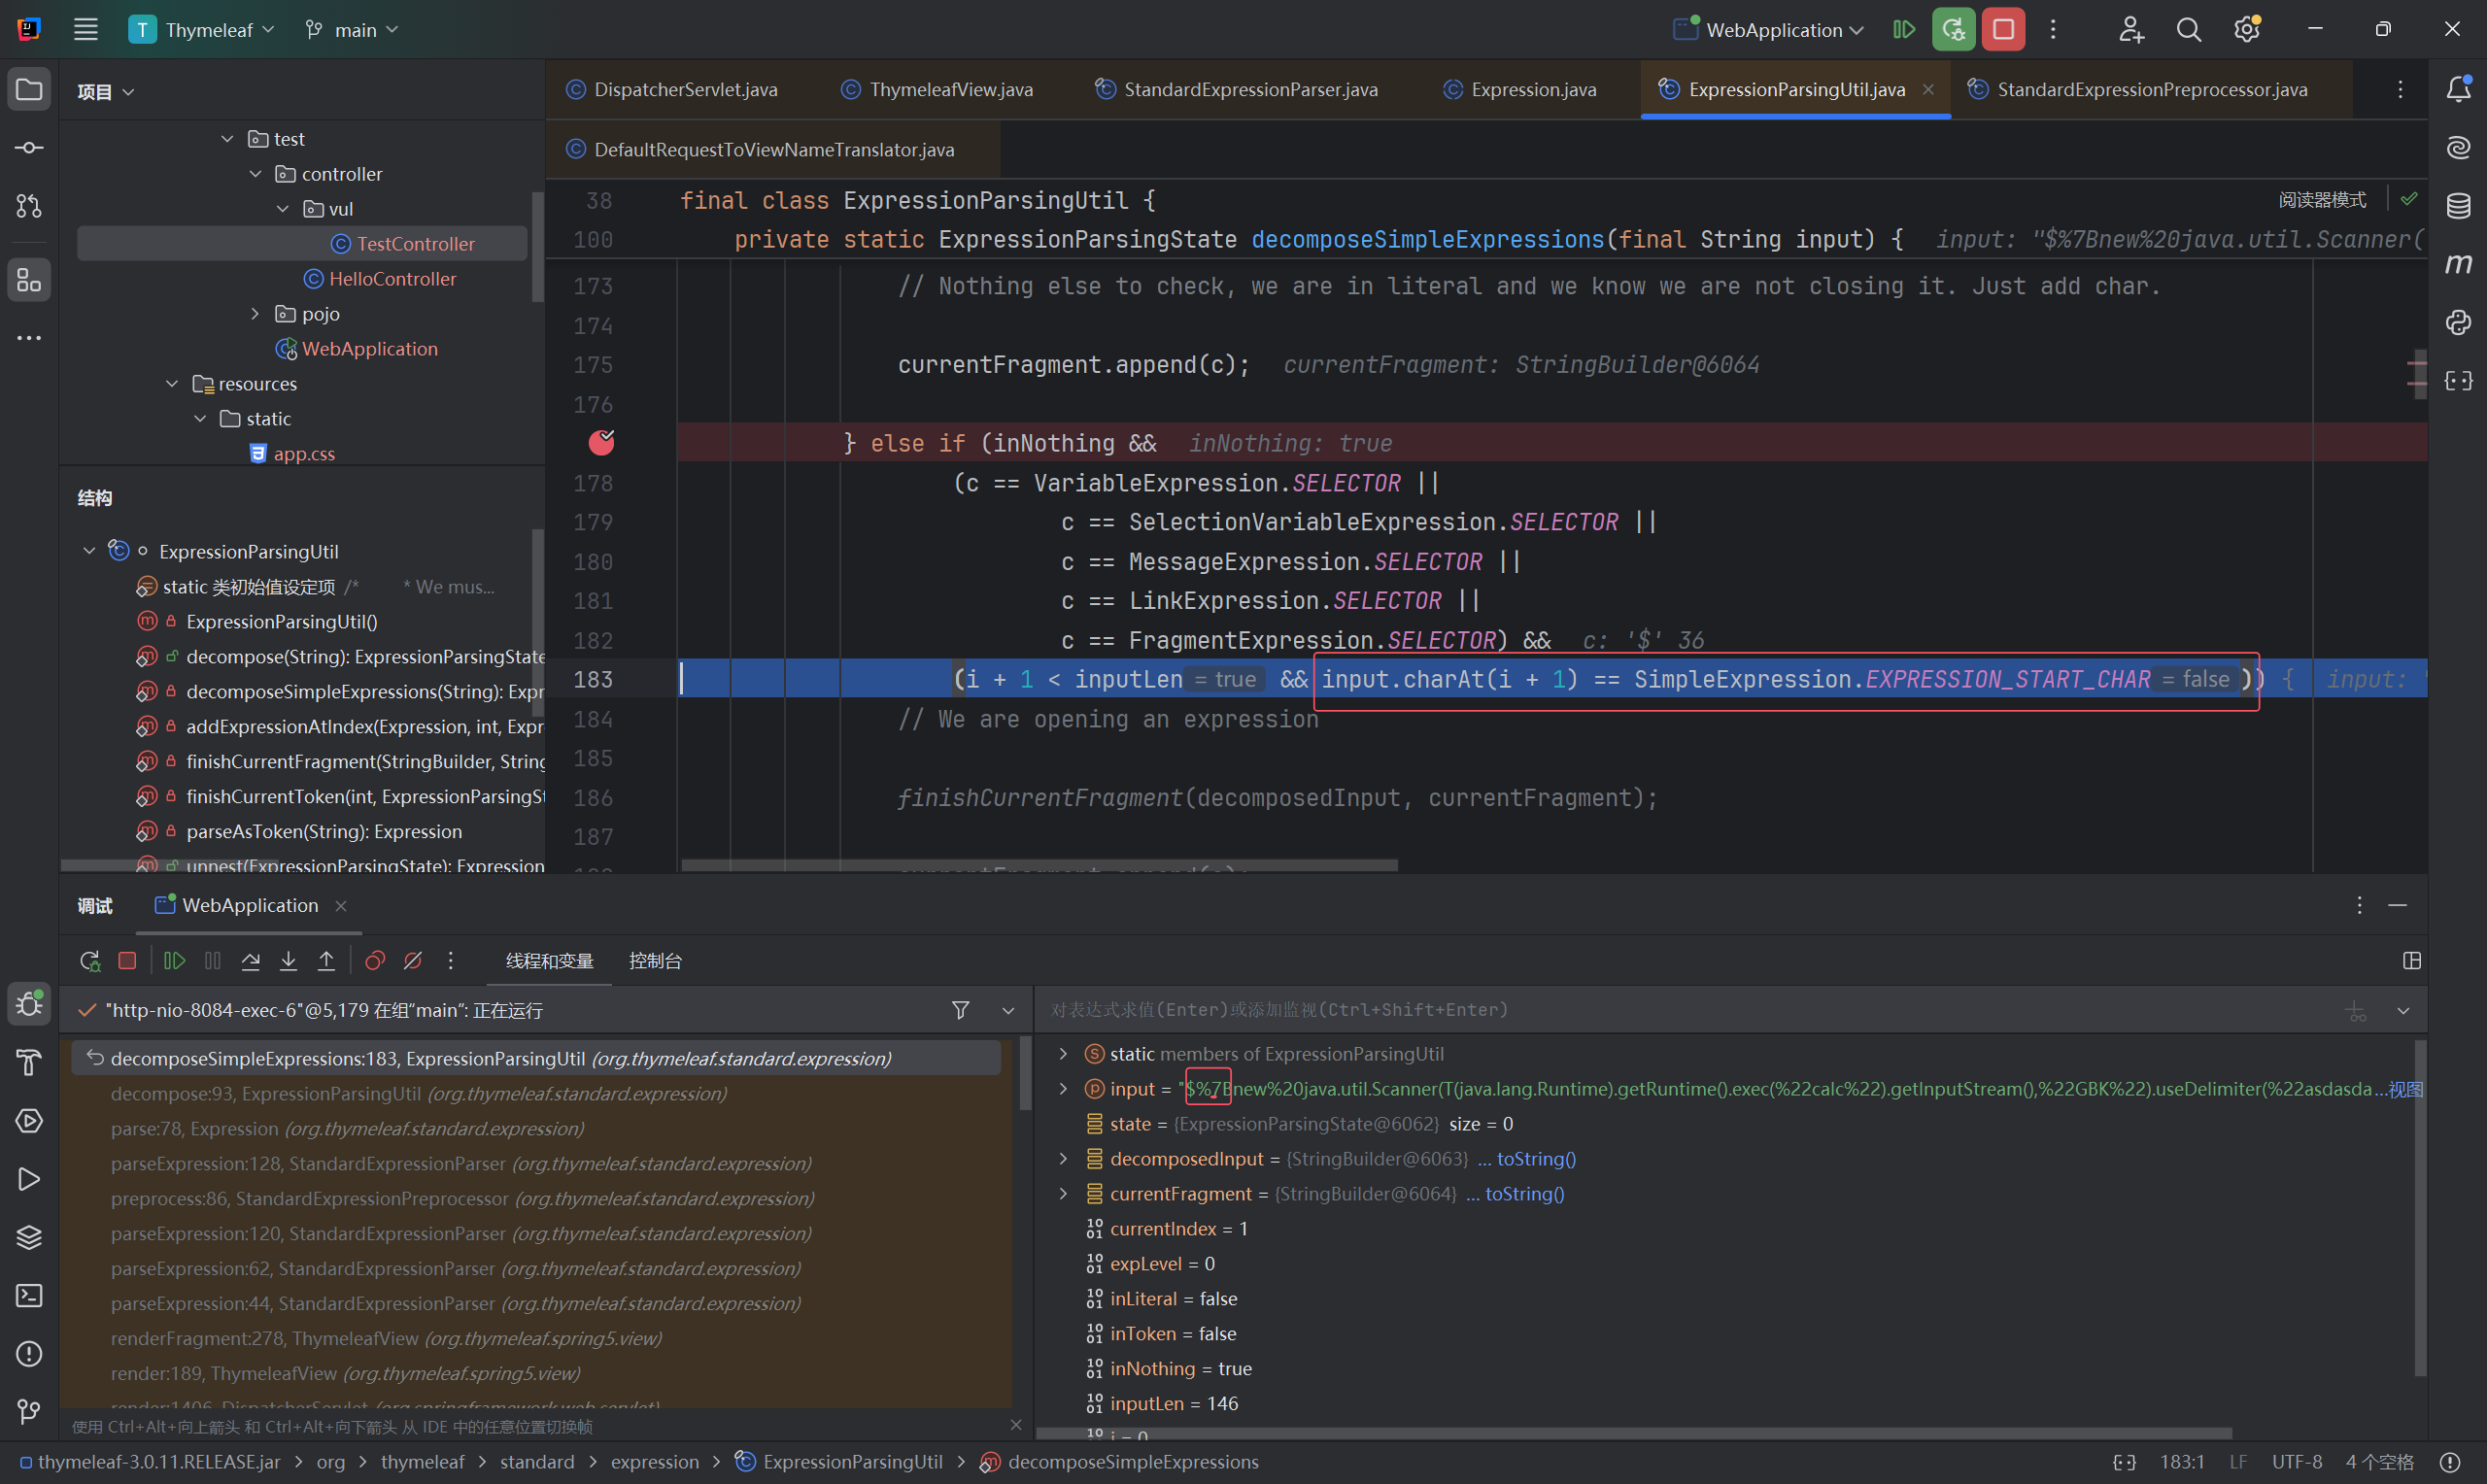 T Thymeleaf main WebApplication
项目
test
controller
vul
TestController
HelloController
pojo
WebApplication
resources
static
app.css
结构
ExpressionParsingUtil
static 类初始值设定项 /* * We mus...
ExpressionParsingUtil()
decompose(String): ExpressionParsingState
decomposeSimpleExpressions(String): Expr
addExpressionAtIndex(Expression, int, Expr
finishCurrentFragment(StringBuilder, String
finishCurrentToken(int, ExpressionParsingSt
parseAsToken(String): Expression
unnest(ExpressionParsingState): Expression
DispatcherServlet.java ThymeleafView.java StandardExpressionParser.java Expression.java ExpressionParsingUtil.java StandardExpressionPreprocessor.java
DefaultRequestToViewNameTranslator.java
阅读器模式
38 final class ExpressionParsingUtil {
100 private static ExpressionParsingState decomposeSimpleExpressions(final String input) { input: "$%7Bnew%20java.util.Scanner(
173 // Nothing else to check, we are in literal and we know we are not closing it. Just add char.
174
175 currentFragment.append(c); currentFragment: StringBuilder@6064
176
} else if (inNothing && inNothing: true
178 (c == VariableExpression.SELECTOR ||
179 c == SelectionVariableExpression.SELECTOR ||
180 c == MessageExpression.SELECTOR ||
181 c == LinkExpression.SELECTOR ||
182 c == FragmentExpression.SELECTOR) && c: '$' 36
183 (i + 1 < inputLen = true && input.charAt(i + 1) == SimpleExpression.EXPRESSION_START_CHAR = false )) { input: "
184 // We are opening an expression
185
186 finishCurrentFragment(decomposedInput, currentFragment);
187
调试 WebApplication
线程和变量 控制台
"http-nio-8084-exec-6"@5,179 在组"main": 正在运行
decomposeSimpleExpressions:183, ExpressionParsingUtil (org.thymeleaf.standard.expression)
decompose:93, ExpressionParsingUtil (org.thymeleaf.standard.expression)
parse:78, Expression (org.thymeleaf.standard.expression)
parseExpression:128, StandardExpressionParser (org.thymeleaf.standard.expression)
preprocess:86, StandardExpressionPreprocessor (org.thymeleaf.standard.expression)
parseExpression:120, StandardExpressionParser (org.thymeleaf.standard.expression)
parseExpression:62, StandardExpressionParser (org.thymeleaf.standard.expression)
parseExpression:44, StandardExpressionParser (org.thymeleaf.standard.expression)
renderFragment:278, ThymeleafView (org.thymeleaf.spring5.view)
render:189, ThymeleafView (org.thymeleaf.spring5.view)
render:1406, DispatcherServlet (org.springframework.web.servlet)
使用 Ctrl+Alt+向上箭头 和 Ctrl+Alt+向下箭头 从 IDE 中的任意位置切换帧
对表达式求值(Enter)或添加监视(Ctrl+Shift+Enter)
static members of ExpressionParsingUtil
input = "$%7Bnew%20java.util.Scanner(T(java.lang.Runtime).getRuntime().exec(%22calc%22).getInputStream(),%22GBK%22).useDelimiter(%22asdasda ...视图
state = {ExpressionParsingState@6062} size = 0
decomposedInput = {StringBuilder@6063} ... toString()
currentFragment = {StringBuilder@6064} ... toString()
currentIndex = 1
expLevel = 0
inLiteral = false
inToken = false
inNothing = true
inputLen = 146
i = 0
thymeleaf-3.0.11.RELEASE.jar > org > thymeleaf > standard > expression > ExpressionParsingUtil > decomposeSimpleExpressions
183:1 LF UTF-8 4 个空格